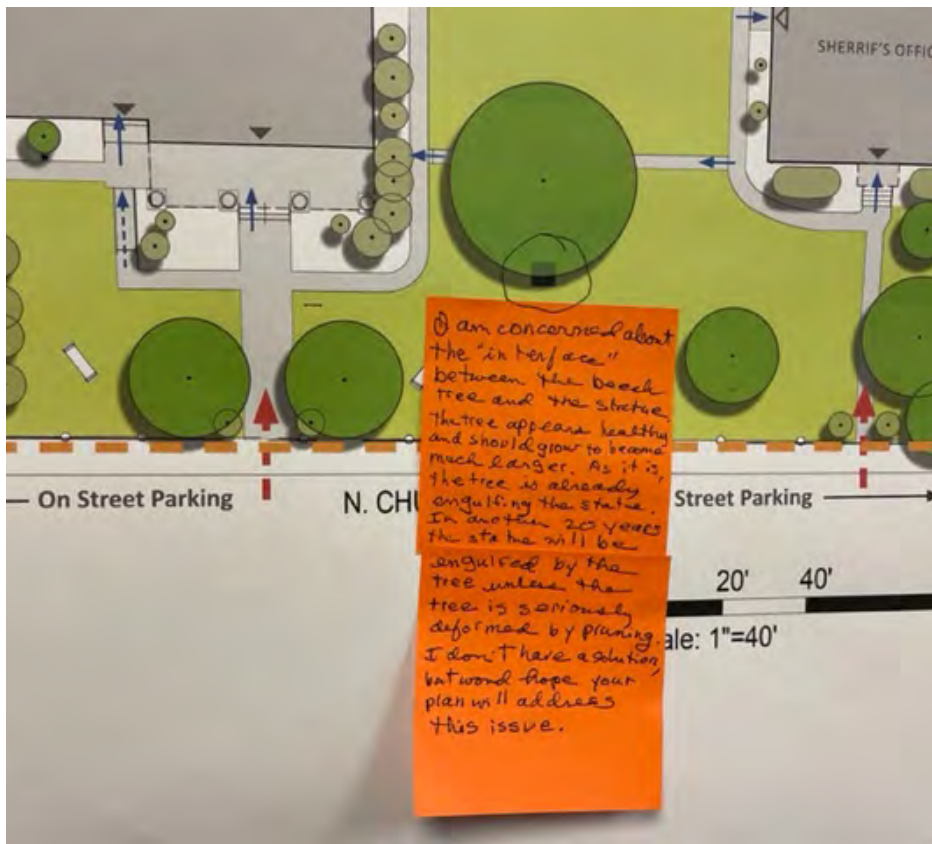 SHERRIF'S OFFIC
I am concerned about
the "interface"
between the beech
tree and the statue.
The tree appears healthy
and should grow to become
much larger. As it is,
the tree is already
engulfing the statue.
In another 20 years
the statue will be
engulfed by the
tree unless the
tree is seriously
deformed by pruning.
I don't have a solution,
but would hope your
plan will address
this issue.
On Street Parking
N. CHU
Street Parking
20' 40'
ale: 1"=40'